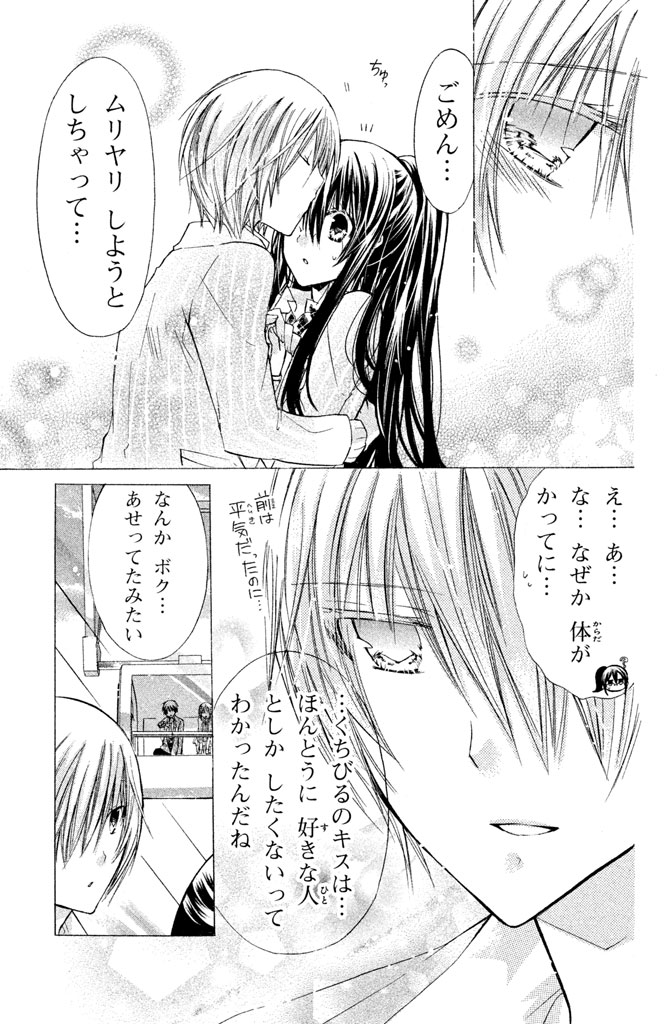 ごめん…
ちゅっ
ムリヤリ しようと
しちゃって…
え… あ…
な… なぜか 体が
かってに…
前は
平気だったのに…
…くちびるのキスは…
ほんとうに 好きな人
としか したくないって
わかったんだね
なんか ボク…
あせってたみたい